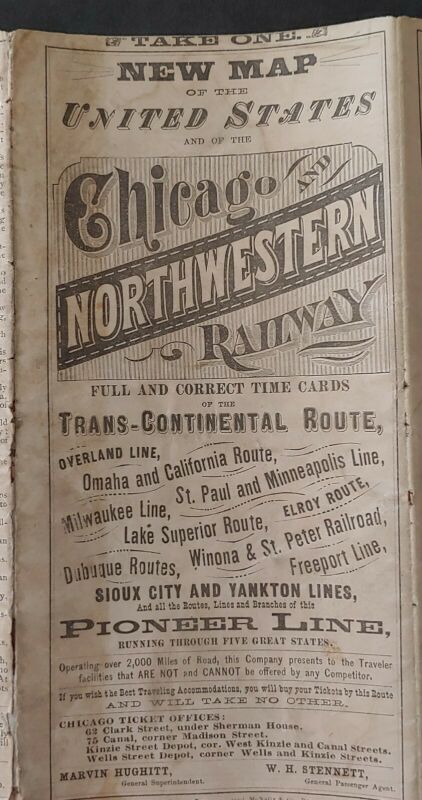 TAKE ONE.
NEW MAP
OF THE
UNITED STATES
AND OF THE
Chicago AND
NORTHWESTERN
RAILWAY
FULL AND CORRECT TIME CARDS
OF THE
TRANS-CONTINENTAL ROUTE,
OVERLAND LINE,
Omaha and California Route,
St. Paul and Minneapolis Line,
Milwaukee Line,
ELROY ROUTE,
Lake Superior Route,
Winona & St. Peter Railroad,
Dubuque Routes,
Freeport Line,
SIOUX CITY AND YANKTON LINES,
And all the Routes, Lines and Branches of this
PIONEER LINE,
RUNNING THROUGH FIVE GREAT STATES.
Operating over 2,000 Miles of Road, this Company presents to the Traveler
facilities that ARE NOT and CANNOT be offered by any Competitor.
If you wish the Best Traveling Accommodations, you will buy your Tickets by this Route
AND WILL TAKE NO OTHER.
CHICAGO TICKET OFFICES:
62 Clark Street, under Sherman House.
75 Canal, corner Madison Street.
Kinzie Street Depot, cor. West Kinzie and Canal Streets.
Wells Street Depot, corner Wells and Kinzie Streets.
MARVIN HUGHITT, W. H. STENNETT,
General Superintendent. General Passenger Agent.